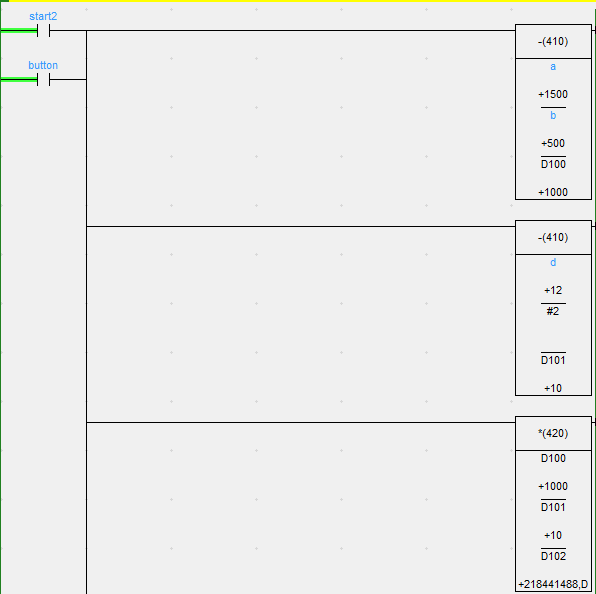 start2
button
-(410)
a
+1500
b
+500
D100
+1000
-(410)
d
+12
#2
D101
+10
*(420)
D100
+1000
D101
+10
D102
+218441488,D